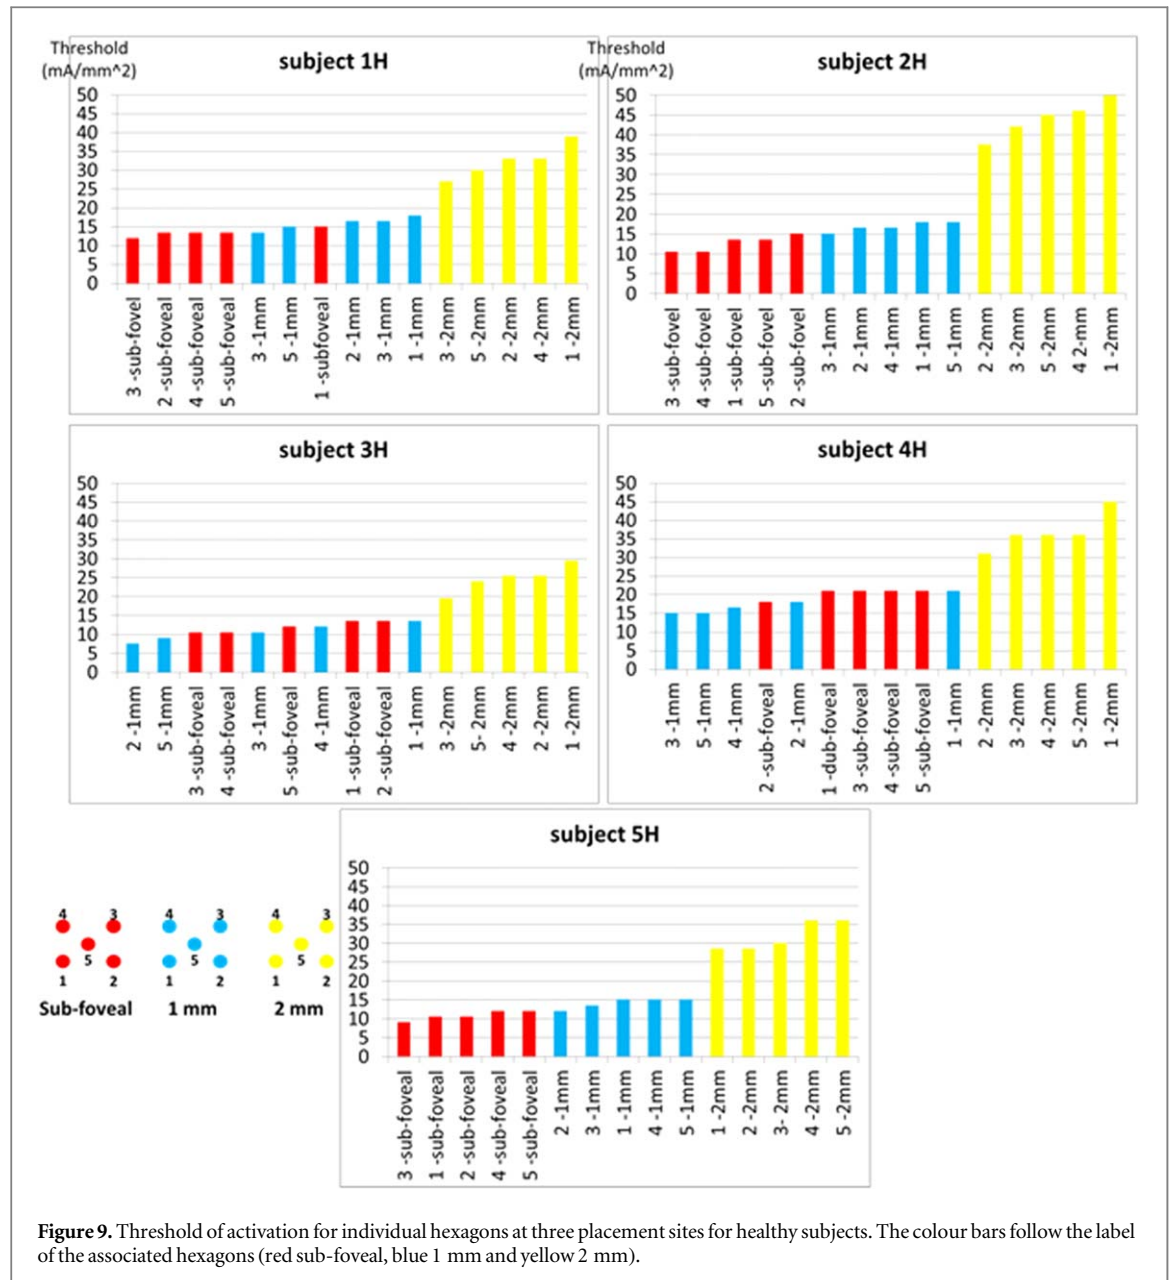 Threshold
(mA/mm^2)
subject 1H
50
45
40
35
30
25
20
15
10
5
0
3 -sub-fovel
2 -sub-foveal
4 -sub-foveal
5 -sub-foveal
3 -1mm
5 -1mm
1 -subfoveal
2 -1mm
3 -1mm
1 -1mm
3 -2mm
5 -2mm
2 -2mm
4 -2mm
1 -2mm
Threshold
(mA/mm^2)
subject 2H
50
45
40
35
30
25
20
15
10
5
0
3 -sub-fovel
4 -sub-fovel
1 -sub-fovel
5 -sub-fovel
2 -sub-fovel
3 -1mm
2 -1mm
4 -1mm
1 -1mm
5 -1mm
2 -2mm
3 -2mm
5 -2mm
4 2-mm
1 -2mm
subject 3H
50
45
40
35
30
25
20
15
10
5
0
2 -1mm
5 -1mm
3 -sub-foveal
4 -sub-foveal
3 -1mm
5 -sub-foveal
4 -1mm
1 -sub-foveal
2 -sub-foveal
1 -1mm
3 -2mm
5- 2mm
4 -2mm
2 -2mm
1 -2mm
subject 4H
50
45
40
35
30
25
20
15
10
5
0
3 -1mm
5 -1mm
4 -1mm
2 -sub-foveal
2 -1mm
1 -dub-foveal
3 -sub-foveal
4 -sub-foveal
5 -sub-foveal
1 -1mm
2 -2mm
3 -2mm
4 -2mm
5 -2mm
1 -2mm
4 3
5
1 2
Sub-foveal
4 3
5
1 2
1 mm
4 3
5
1 2
2 mm
subject 5H
50
45
40
35
30
25
20
15
10
5
0
3 -sub-foveal
1 -sub-foveal
2 -sub-foveal
4 -sub-foveal
5 -sub-foveal
2 -1mm
3 -1mm
1 -1mm
4 -1mm
5 -1mm
1 -2mm
2 -2mm
3- 2mm
4 -2mm
5 -2mm
Figure 9. Threshold of activation for individual hexagons at three placement sites for healthy subjects. The colour bars follow the label
of the associated hexagons (red sub-foveal, blue 1 mm and yellow 2 mm).